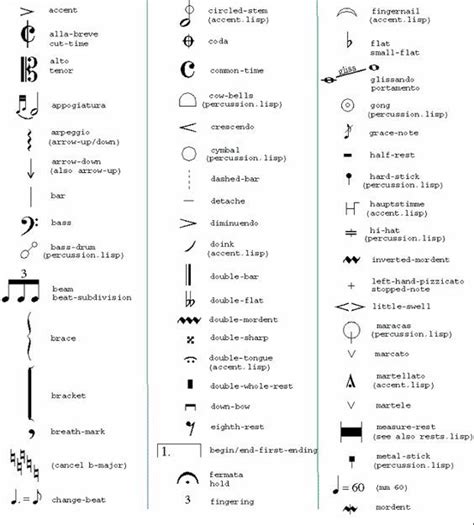 accent
alla-breve
cut-time
alto
tenor
appogiatura
arpeggio
(arrow-up/down)
arrow-down
(also arrow-up)
bar
bass
bass-drum
(percussion.lisp)
3
beam
beat-subdivision
brace
bracket
breath-mark
(cancel b-major)
change-beat
circled-stem
(accent.lisp)
coda
common-time
cow-bells
(percussion.lisp)
crescendo
cymbal
(percussion.lisp)
dashed-bar
detache
diminuendo
doink
(accent.lisp)
double-bar
double-flat
double-mordent
double-sharp
double-tongue
(accent.lisp)
double-whole-rest
down-bow
eighth-rest
1.
begin/end-first-ending
fermata
hold
3 fingering
fingernail
(accent.lisp)
flat
small-flat
gliss
glissando
portamento
gong
(percussion.lisp)
grace-note
half-rest
hard-stick
(percussion.lisp)
hauptstimme
(accent.lisp)
hi-hat
(percussion.lisp)
inverted-mordent
left-hand-pizzicato
stopped-note
little-swell
maracas
(percussion.lisp)
marcato
martellato
(accent.lisp)
martele
measure-rest
(see also rests.lisp)
metal-stick
(percussion.lisp)
=60 (mm 60)
mordent